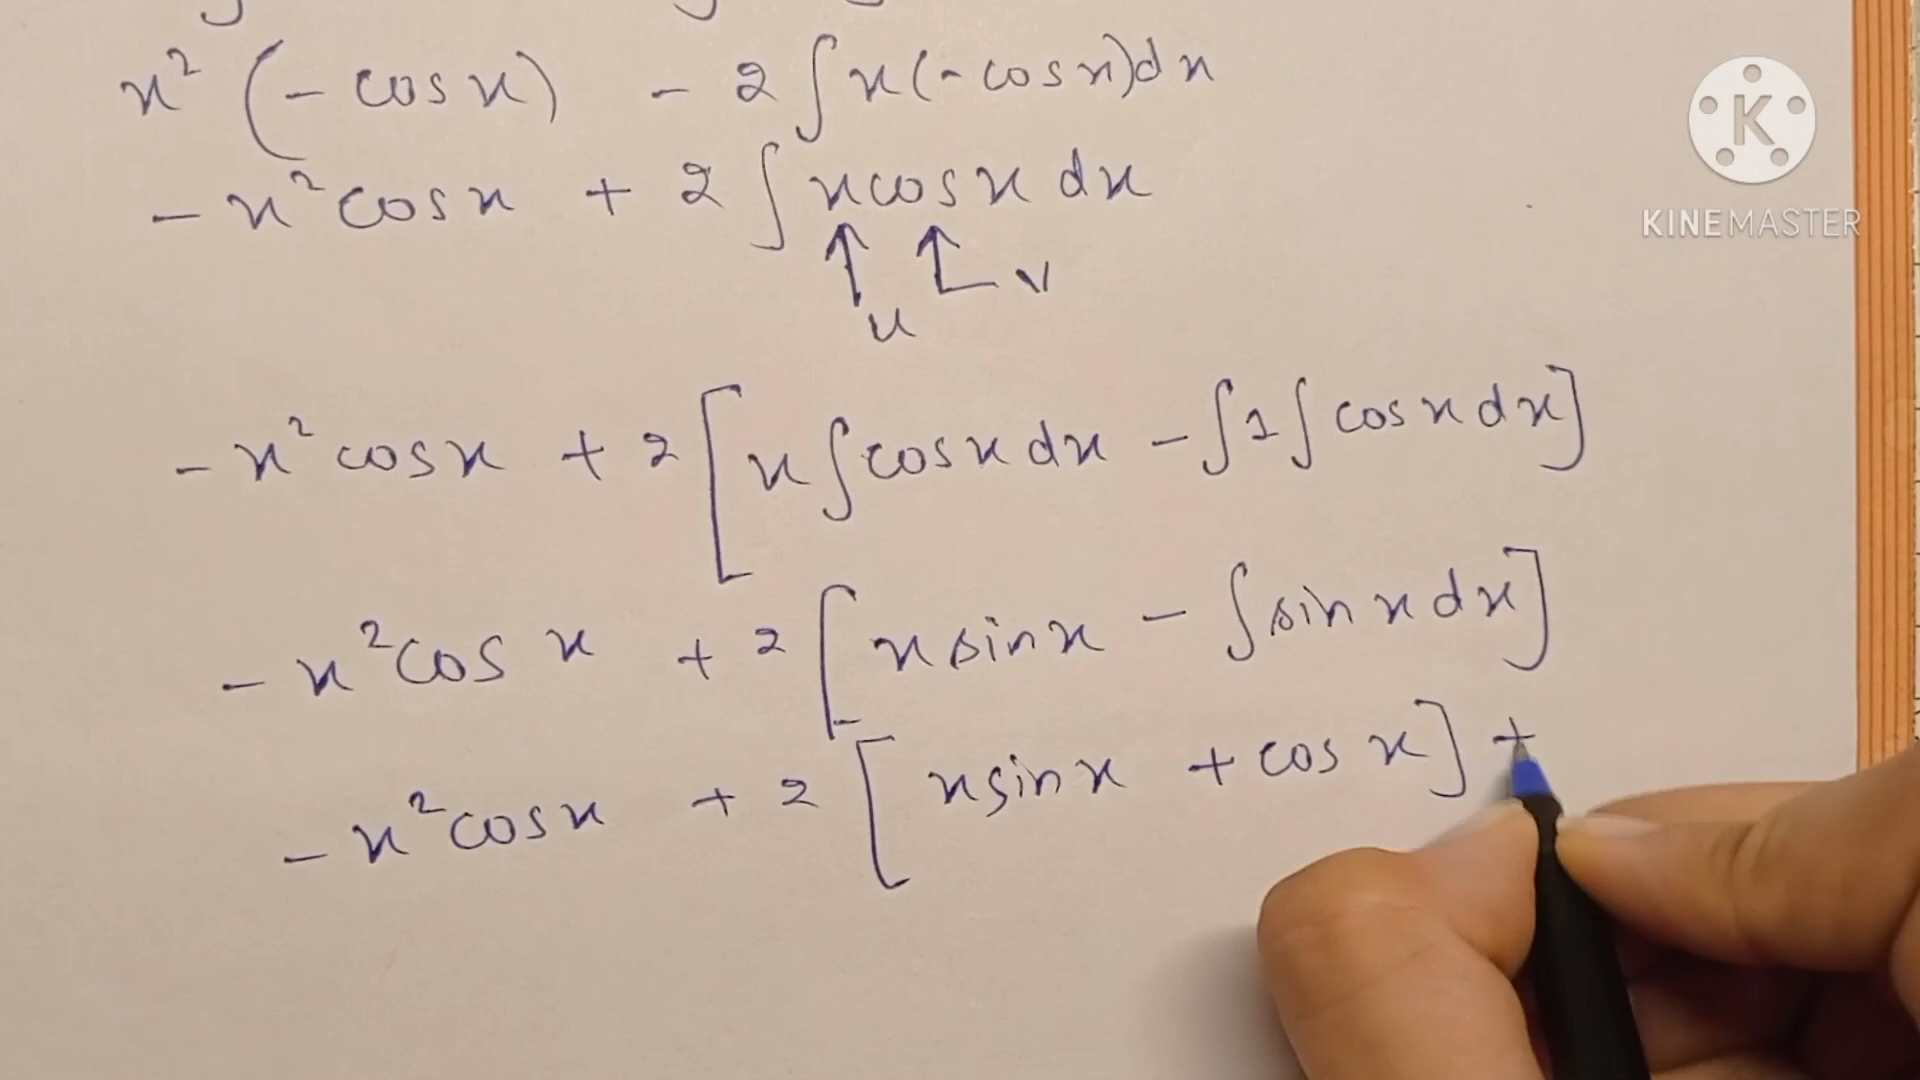 x² (- cos x) - 2 ∫ x(- cos x) dx
- x² cos x + 2 ∫ x cos x dx
u v
- x² cos x + 2 [ x ∫ cos x dx - ∫ 1 ∫ cos x dx ]
- x² cos x + 2 [ x sin x - ∫ sin x dx ]
- x² cos x + 2 [ x sin x + cos x ] +
K
KINEMASTER